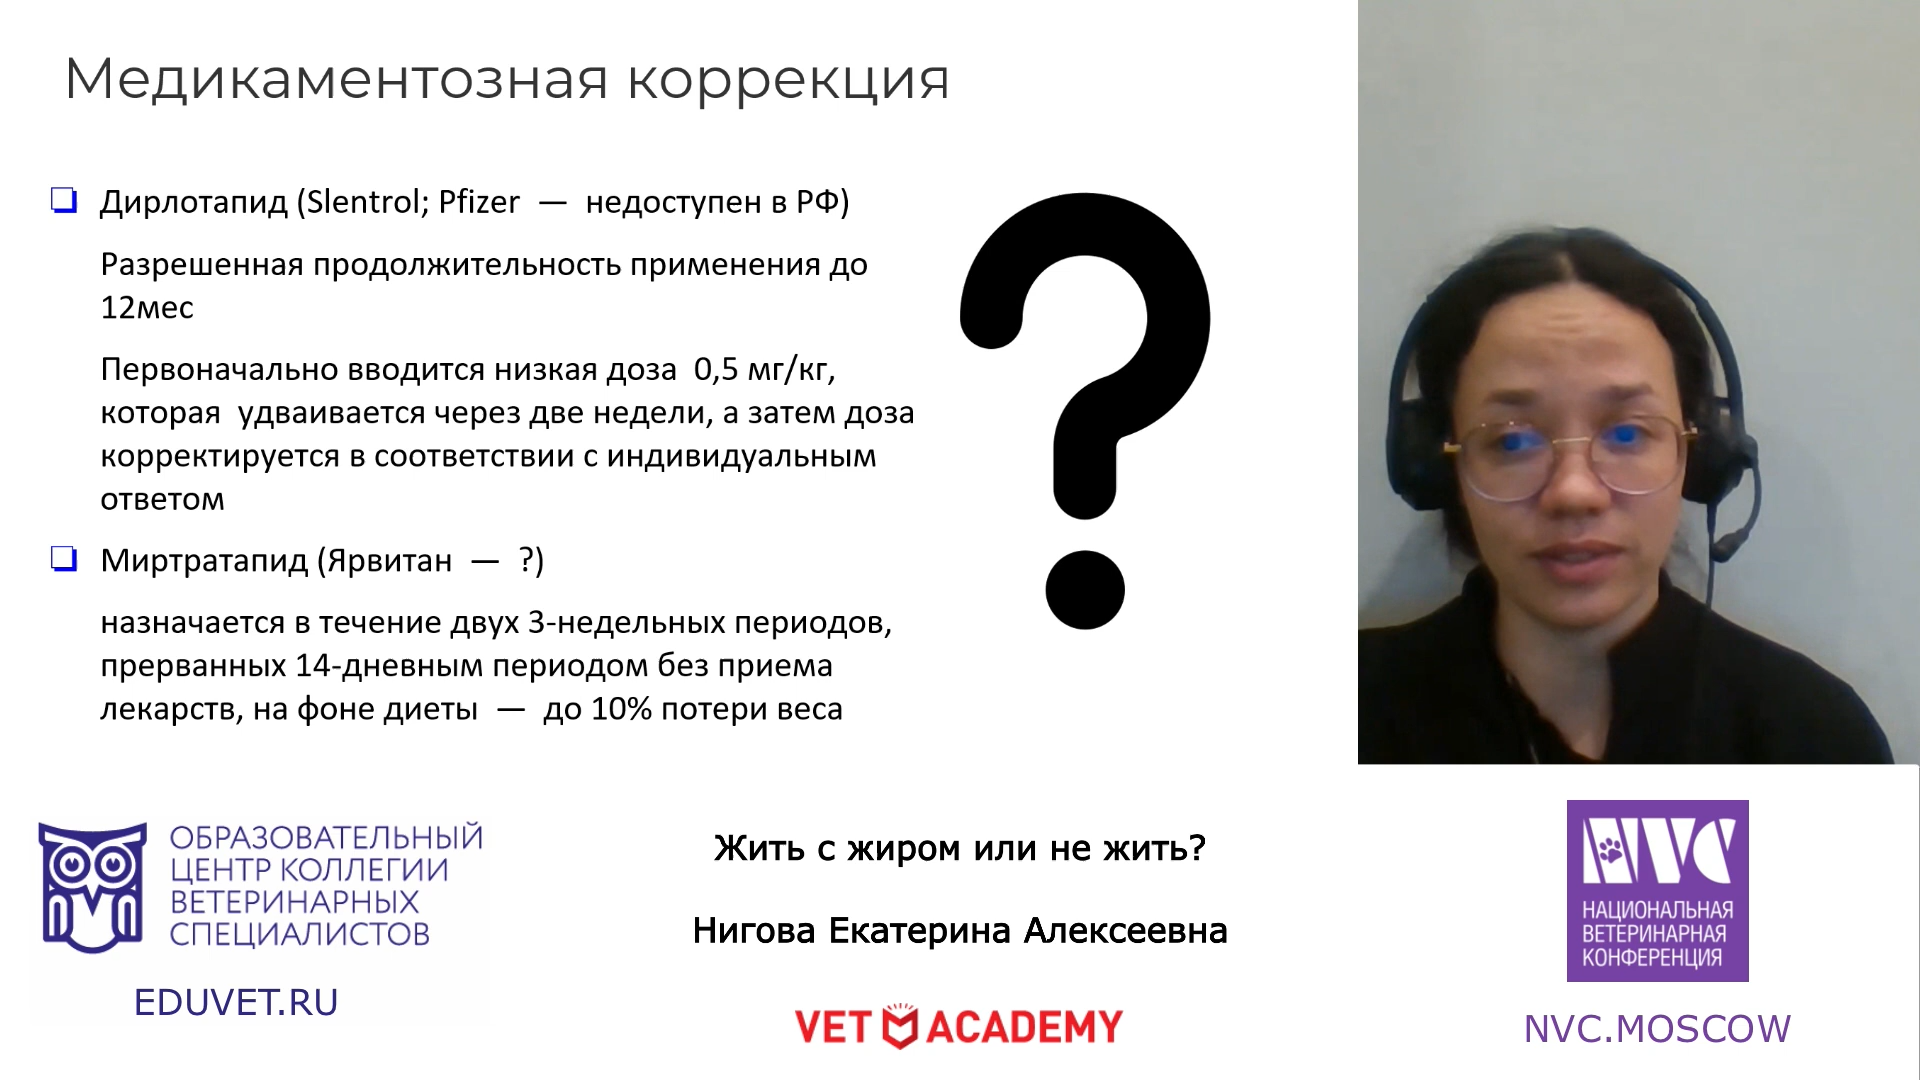 Медикаментозная коррекция
Дирлотапид (Slentrol; Pfizer — недоступен в РФ)
Разрешенная продолжительность применения до
12мес
Первоначально вводится низкая доза 0,5 мг/кг,
которая удваивается через две недели, а затем доза
корректируется в соответствии с индивидуальным
ответом
Миртратапид (Ярвитан — ?)
назначается в течение двух 3-недельных периодов,
прерванных 14-дневным периодом без приема
лекарств, на фоне диеты — до 10% потери веса
?
ОБРАЗОВАТЕЛЬНЫЙ
ЦЕНТР КОЛЛЕГИИ
ВЕТЕРИНАРНЫХ
СПЕЦИАЛИСТОВ
EDUVET.RU
Жить с жиром или не жить?
Нигова Екатерина Алексеевна
VET ACADEMY
NVC
НАЦИОНАЛЬНАЯ
ВЕТЕРИНАРНАЯ
КОНФЕРЕНЦИЯ
NVC.MOSCOW